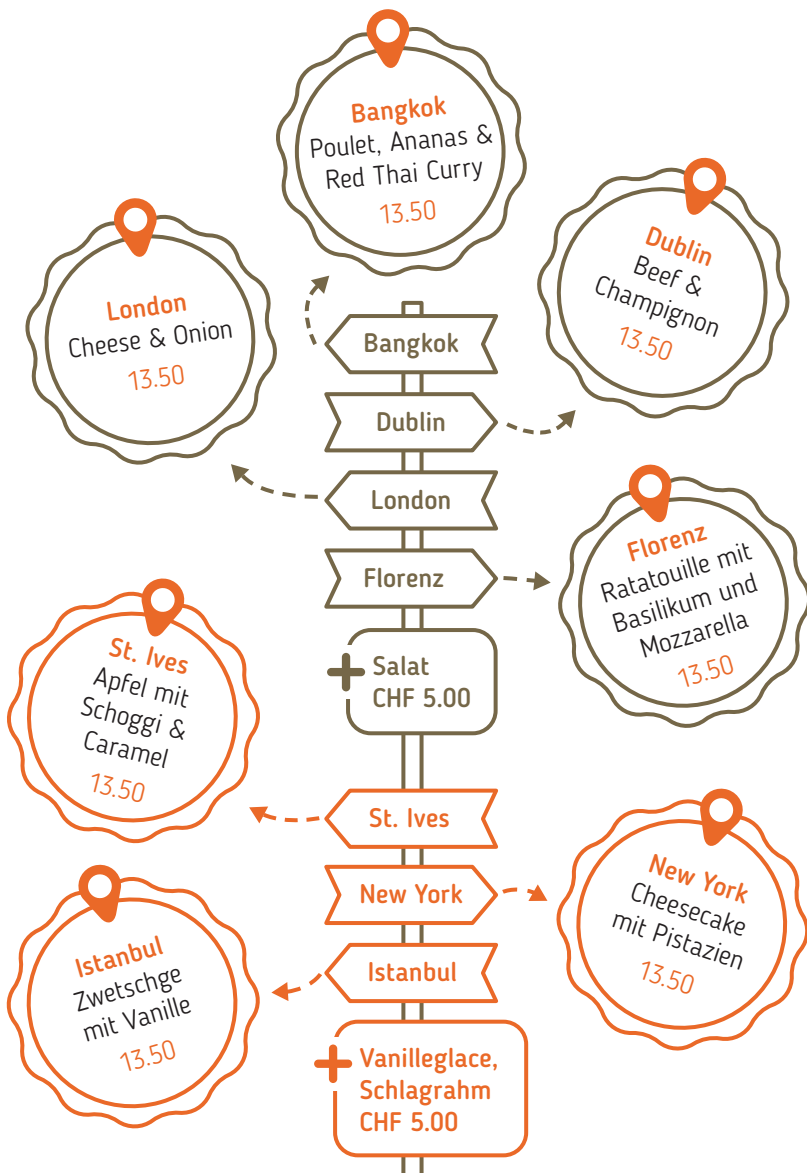 Bangkok
Poulet, Ananas &
Red Thai Curry
13.50
Dublin
Beef &
Champignon
13.50
London
Cheese & Onion
13.50
Bangkok
Dublin
London
Florenz
Florenz
Ratatouille mit
Basilikum und
Mozzarella
13.50
St. Ives
Apfel mit
Schoggi &
Caramel
13.50
Salat
CHF 5.00
St. Ives
New York
Istanbul
New York
Cheesecake
mit Pistazien
13.50
Istanbul
Zwetschge
mit Vanille
13.50
Vanilleglace,
Schlagrahm
CHF 5.00